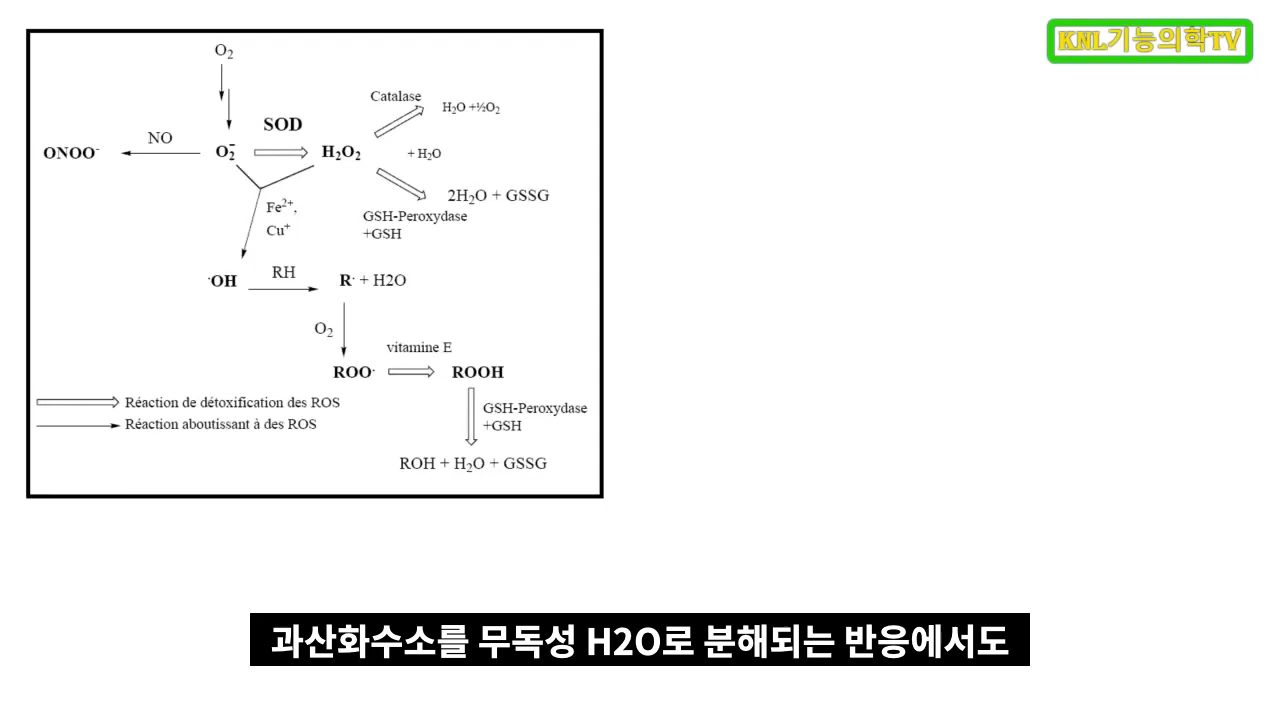 KNL기능의학TV
O₂
Catalase
H₂O +½O₂
SOD
NO
ONOO⁻
O₂⁻
H₂O₂
+ H₂O
2H₂O + GSSG
Fe²⁺,
Cu⁺
GSH-Peroxydase
+GSH
·OH
RH
R· + H2O
O₂
vitamine E
ROO·
ROOH
Réaction de détoxification des ROS
Réaction aboutissant à des ROS
GSH-Peroxydase
+GSH
ROH + H₂O + GSSG
과산화수소를 무독성 H2O로 분해되는 반응에서도